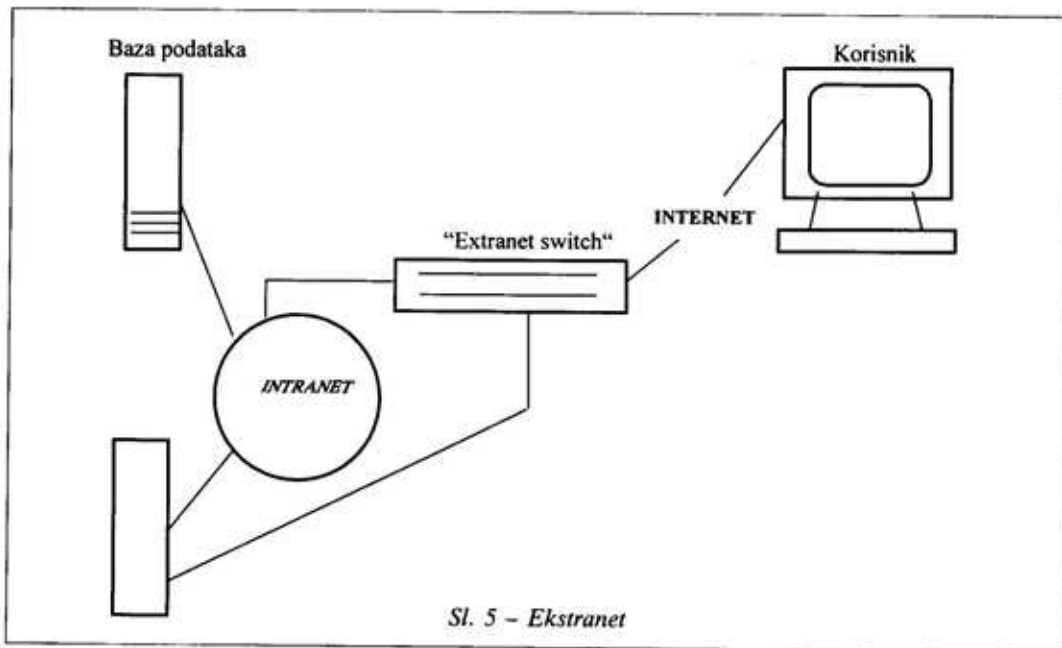 Baza podataka
Korisnik
INTERNET
“Extranet switch“
INTRANET
Sl. 5 – Ekstranet